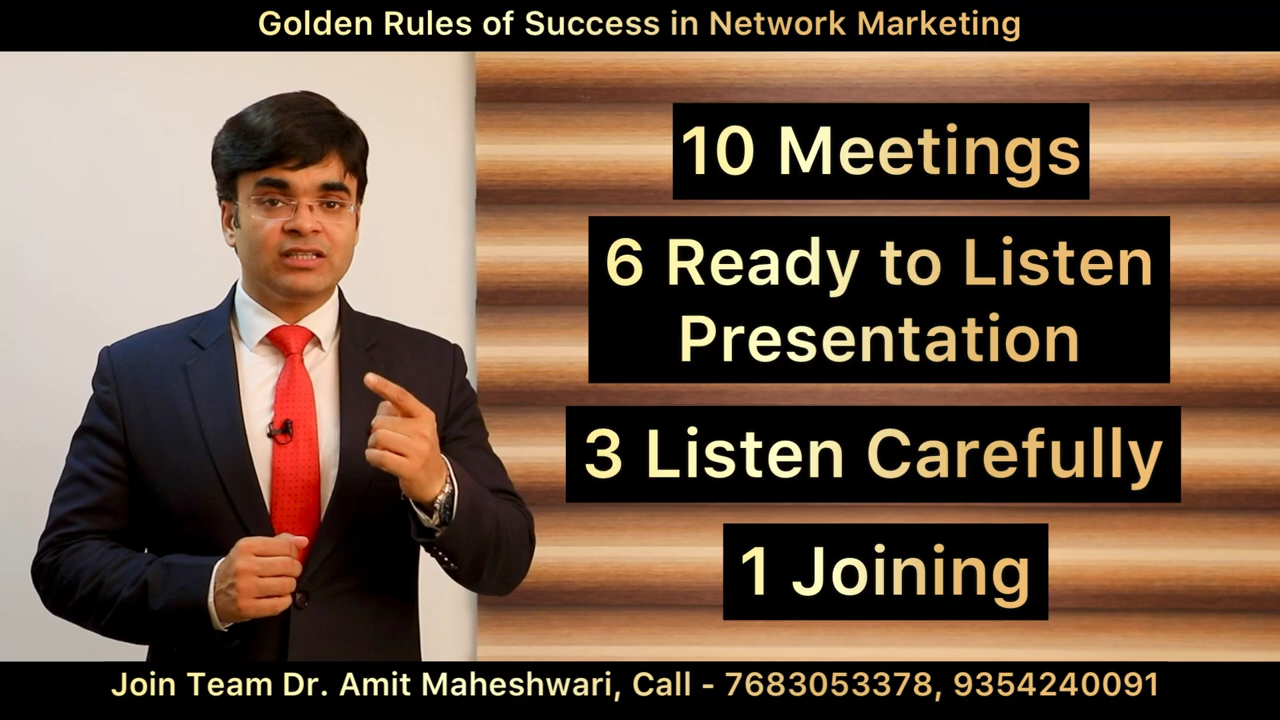 Golden Rules of Success in Network Marketing
10 Meetings
6 Ready to Listen
Presentation
3 Listen Carefully
1 Joining
Join Team Dr. Amit Maheshwari, Call - 7683053378, 9354240091